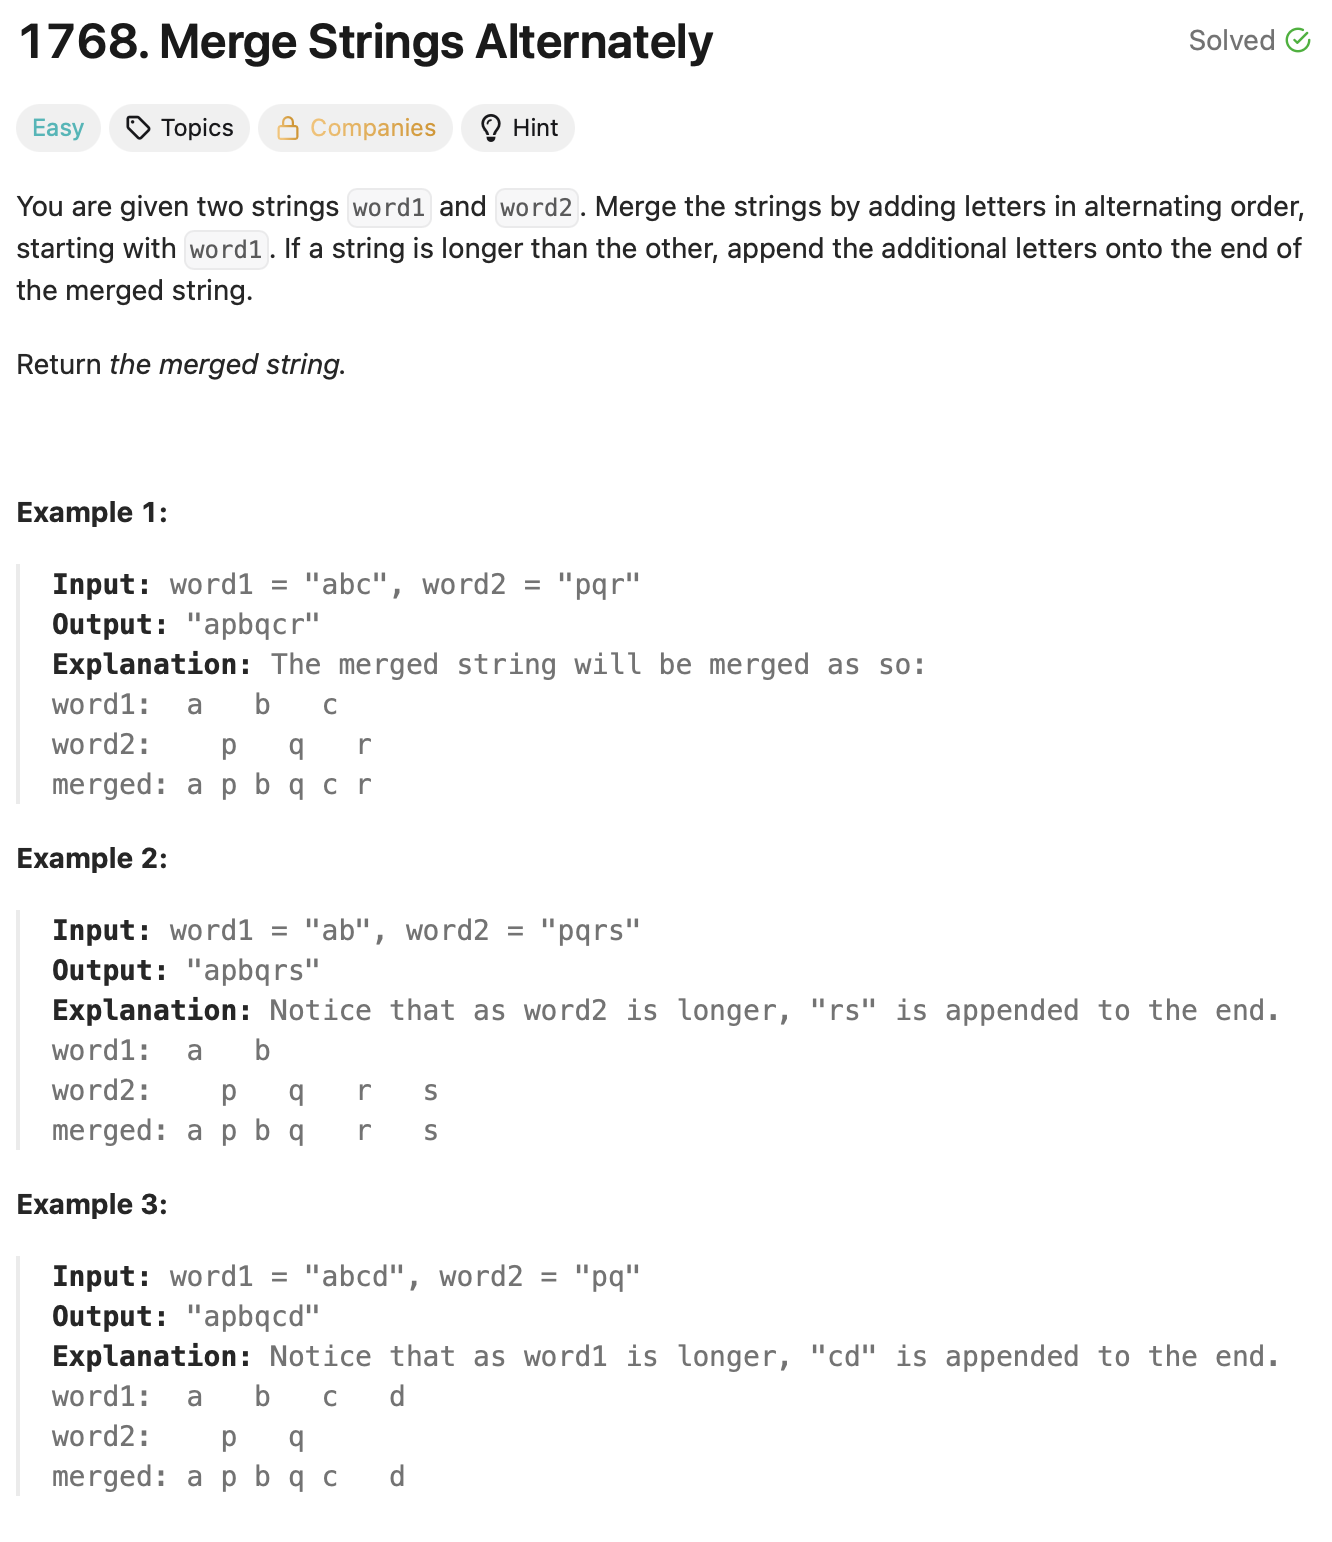 1768. Merge Strings Alternately
Solved
Easy Topics Companies Hint
You are given two strings word1 and word2. Merge the strings by adding letters in alternating order,
starting with word1. If a string is longer than the other, append the additional letters onto the end of
the merged string.
Return the merged string.
Example 1:
Input: word1 = "abc", word2 = "pqr"
Output: "apbqcr"
Explanation: The merged string will be merged as so:
word1:  a   b   c
word2:    p   q   r
merged: a p b q c r
Example 2:
Input: word1 = "ab", word2 = "pqrs"
Output: "apbqrs"
Explanation: Notice that as word2 is longer, "rs" is appended to the end.
word1:  a   b
word2:    p   q   r   s
merged: a p b q   r   s
Example 3:
Input: word1 = "abcd", word2 = "pq"
Output: "apbqcd"
Explanation: Notice that as word1 is longer, "cd" is appended to the end.
word1:  a   b   c   d
word2:    p   q
merged: a p b q c   d